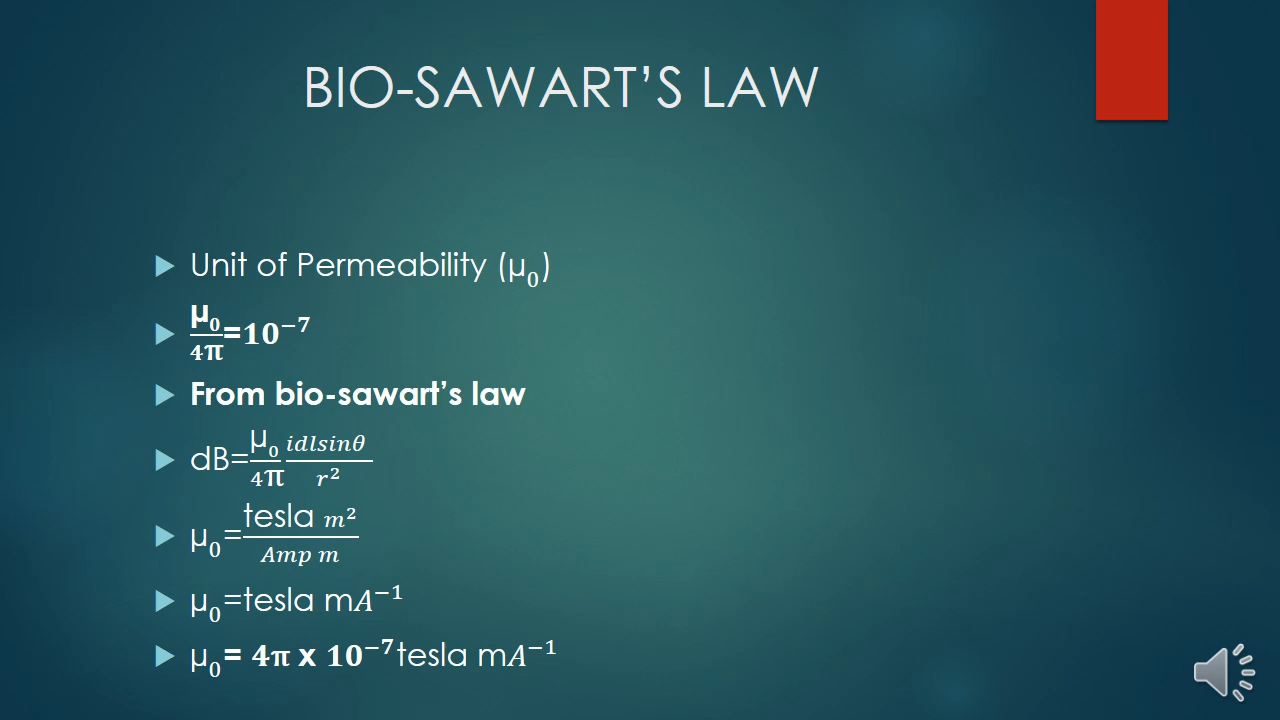 BIO-SAWART’S LAW
Unit of Permeability (μ₀)
μ₀/4π=10⁻⁷
From bio-sawart’s law
dB=μ₀/4π idlsinθ/r²
μ₀=tesla m²/Amp m
μ₀=tesla mA⁻¹
μ₀= 4π x 10⁻⁷tesla mA⁻¹